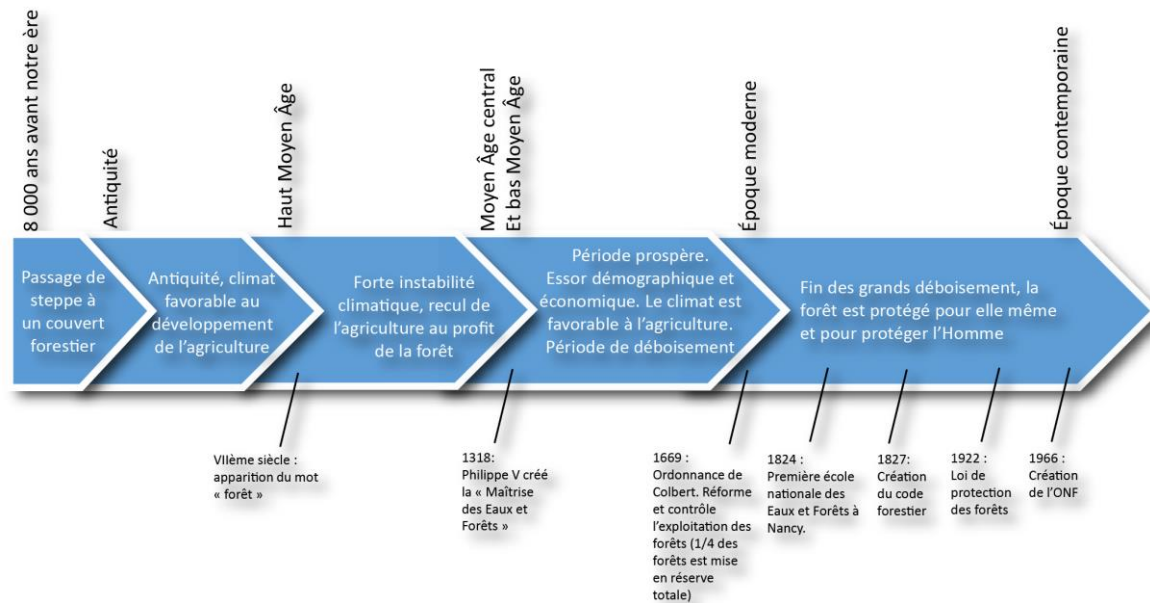 8 000 ans avant notre ère
Antiquité
Haut Moyen Âge
Moyen Âge central
Et bas Moyen Âge
Époque moderne
Époque contemporaine
Passage de
steppe à
un couvert
forestier
Antiquité, climat
favorable au
développement
de l'agriculture
Forte instabilité
climatique, recul de
l'agriculture au profit
de la forêt
Période prospère.
Essor démographique et
économique. Le climat est
favorable à l'agriculture.
Période de déboisement
Fin des grands déboisement, la
forêt est protégé pour elle même
et pour protéger l'Homme
VIIème siècle :
apparition du mot
« forêt »
1318:
Philippe V créé
la « Maîtrise
des Eaux et
Forêts »
1669 :
Ordonnance de
Colbert. Réforme
et contrôle
l'exploitation des
forêts (1/4 des
forêts est mise
en réserve
totale)
1824 :
Première école
nationale des
Eaux et Forêts à
Nancy.
1827:
Création
du code
forestier
1922 :
Loi de
protection
des forêts
1966 :
Création
de l'ONF